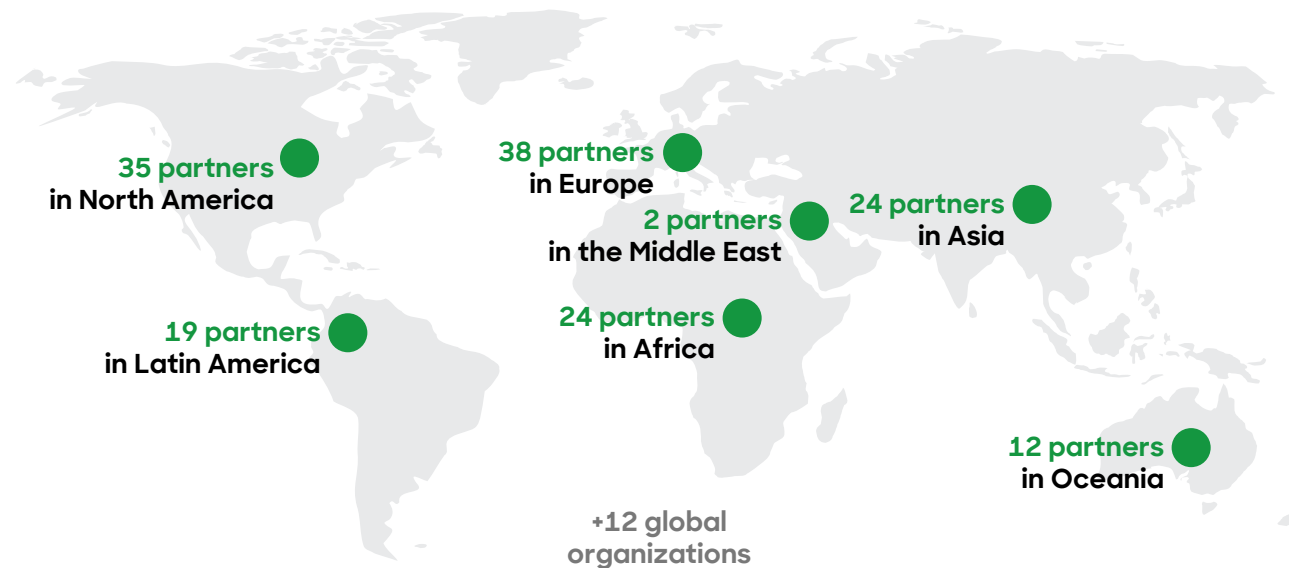 35 partners
in North America
38 partners
in Europe
2 partners
in the Middle East
24 partners
in Asia
19 partners
in Latin America
24 partners
in Africa
12 partners
in Oceania
+12 global
organizations